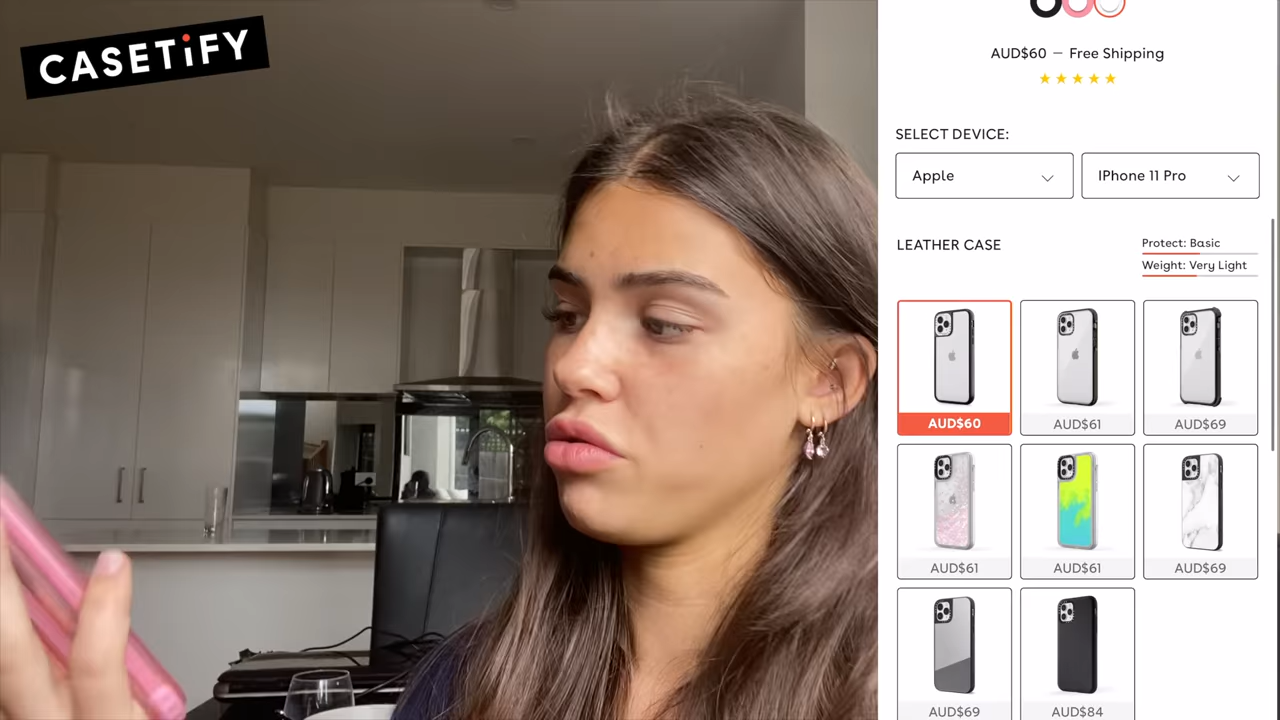 CASETiFY
AUD$60 – Free Shipping
SELECT DEVICE:
Apple
IPhone 11 Pro
LEATHER CASE
Protect: Basic
Weight: Very Light
AUD$60
AUD$61
AUD$69
AUD$61
AUD$61
AUD$69
AUD$69
AUD$84